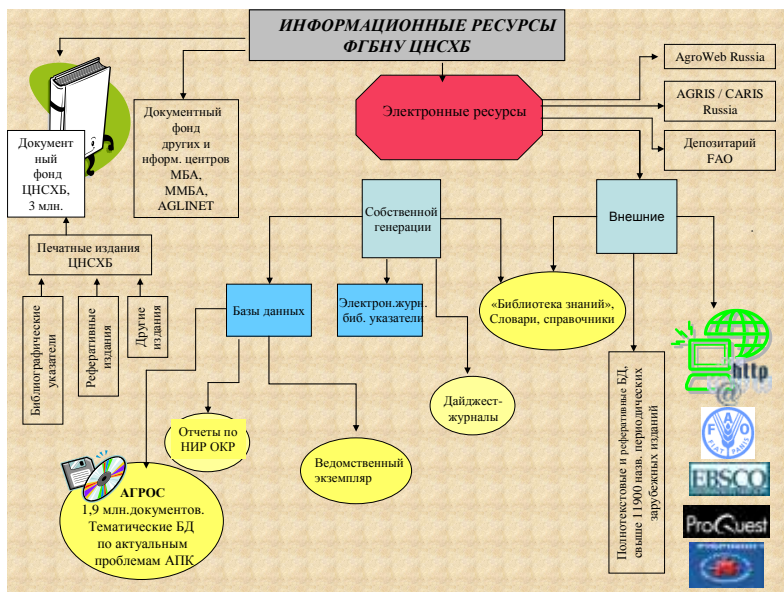 ИНФОРМАЦИОННЫЕ РЕСУРСЫ
ФГБНУ ЦНСХБ
AgroWeb Russia
AGRIS / CARIS
Russia
Депозитарий
FAO
Электронные ресурсы
Документ
ный
фонд
ЦНСХБ,
3 млн.
Документный
фонд
других и
нформ. центров
МБА,
ММБА,
AGLINET
Собственной
генерации
Внешние
Печатные издания
ЦНСХБ
Библиографические
указатели
Реферативные
издания
Другие
издания
Базы данных
Электрон.журн.
биб. указатели
«Библиотека знаний»,
Словари, справочники
Полнотекстовые и реферативные БД,
свыше 11900 назв. периодических
зарубежных изданий
http
@
Дайджест-
журналы
Отчеты по
НИР ОКР
Ведомственный
экземпляр
АГРОС
1,9 млн.документов.
Тематические БД
по актуальным
проблемам АПК
F A O
FIAT PANIS
EBSCO
ProQuest